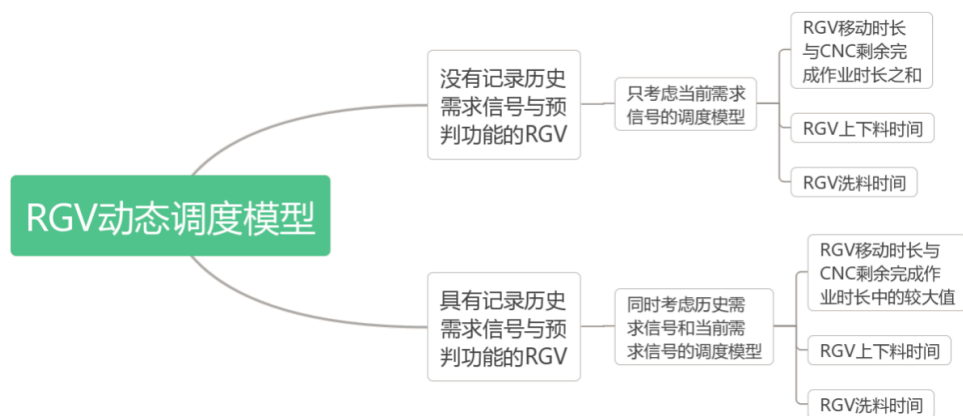 RGV动态调度模型
没有记录历史
需求信号与预
判功能的RGV
只考虑当前需求
信号的调度模型
RGV移动时长
与CNC剩余完
成作业时长之和
RGV上下料时间
RGV洗料时间
具有记录历史
需求信号与预
判功能的RGV
同时考虑历史需
求信号和当前需
求信号的调度模型
RGV移动时长与
CNC剩余完成作
业时长中的较大值
RGV上下料时间
RGV洗料时间